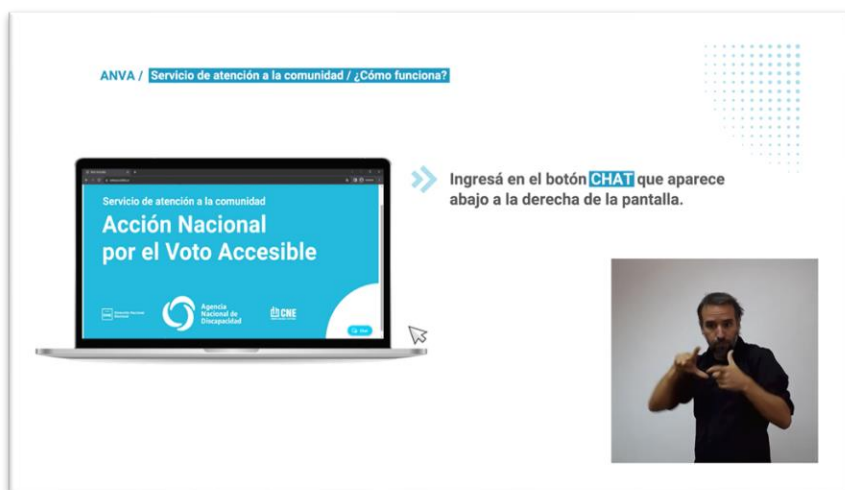 ANVA / Servicio de atención a la comunidad / ¿Cómo funciona?
Servicio de atención a la comunidad
Acción Nacional
por el Voto Accesible
Agencia
Nacional de
Discapacidad
CNE
Chat
Ingresá en el botón CHAT que aparece
abajo a la derecha de la pantalla.